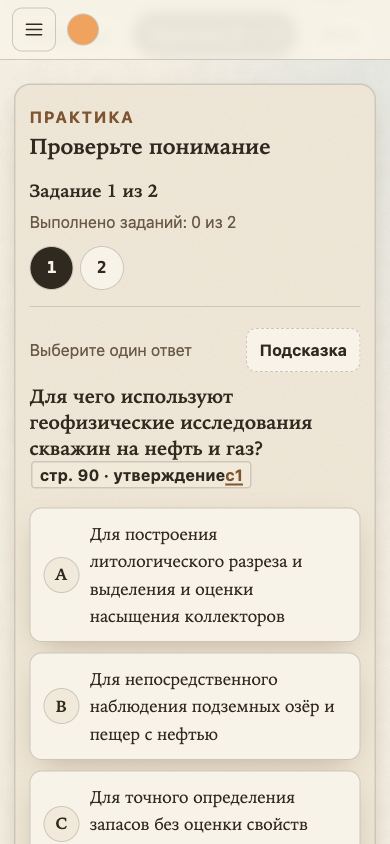 ПРАКТИКА
Проверьте понимание
Задание 1 из 2
Выполнено заданий: 0 из 2
1 2
Выберите один ответ Подсказка
Для чего используют
геофизические исследования
скважин на нефть и газ?
стр. 90 · утверждениеc1
Для построения
литологического разреза и
A выделения и оценки
насыщения коллекторов
Для непосредственного
B наблюдения подземных озёр и
пещер с нефтью
Для точного определения
C запасов без оценки свойств